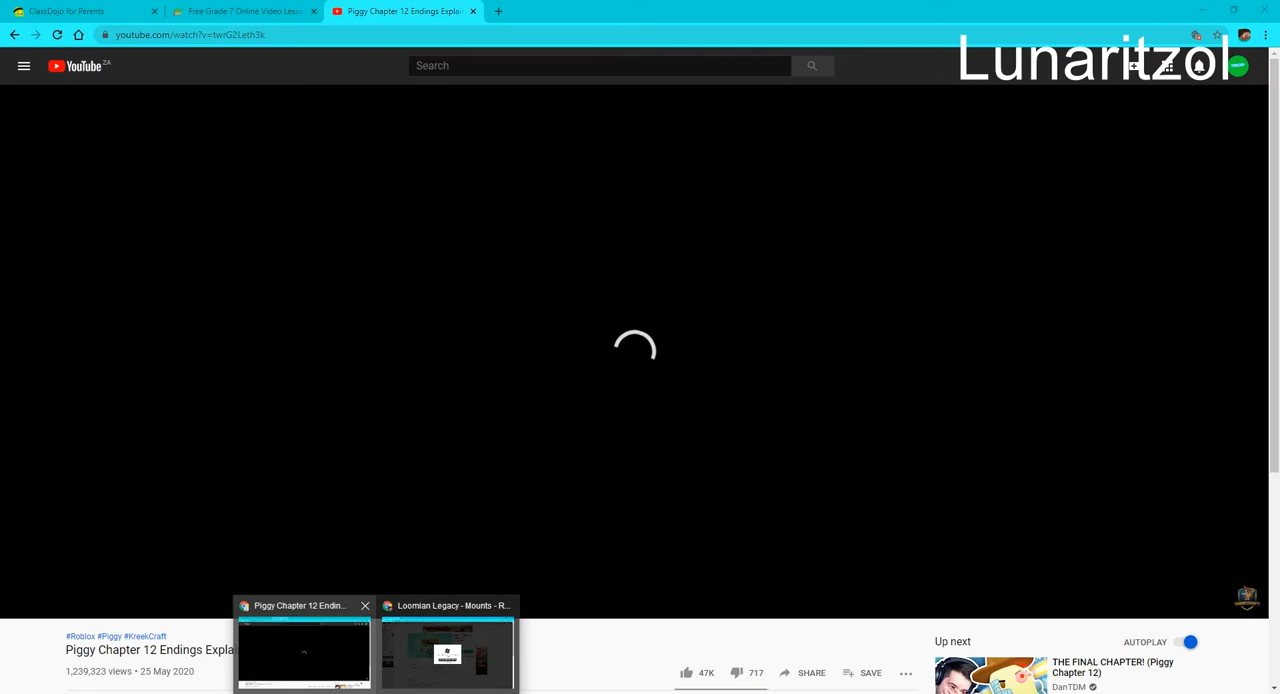 ClassDojo for Parents
Free Grade 7 Online Video Lesso
Piggy Chapter 12 Endings Explai
youtube.com/watch?v=twrG2Leth3k
YouTube ZA
Search
Lunaritzol
Piggy Chapter 12 Endin...
Loomian Legacy - Mounts - R...
#Roblox #Piggy #KreekCraft
Piggy Chapter 12 Endings Explai
1,239,323 views • 25 May 2020
47K
717
SHARE
SAVE
Up next
AUTOPLAY
THE FINAL CHAPTER! (Piggy
Chapter 12)
DanTDM